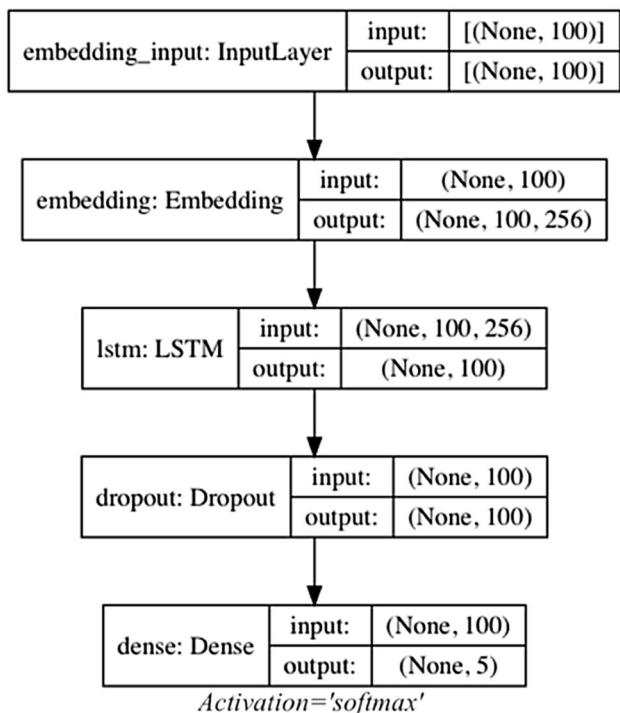 embedding_input: InputLayer
input: [(None, 100)]
output: [(None, 100)]
embedding: Embedding
input: (None, 100)
output: (None, 100, 256)
lstm: LSTM
input: (None, 100, 256)
output: (None, 100)
dropout: Dropout
input: (None, 100)
output: (None, 100)
dense: Dense
input: (None, 100)
output: (None, 5)
Activation='softmax'